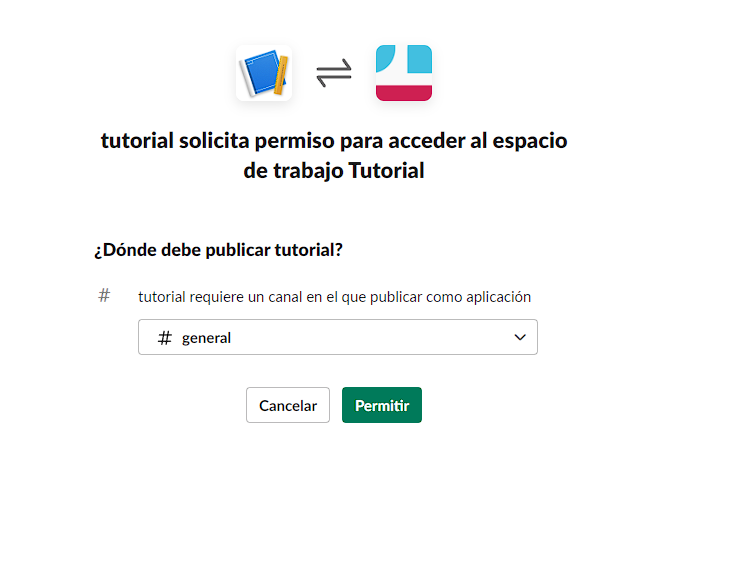 tutorial solicita permiso para acceder al espacio
de trabajo Tutorial
¿Dónde debe publicar tutorial?
# tutorial requiere un canal en el que publicar como aplicación
# general
Cancelar Permitir